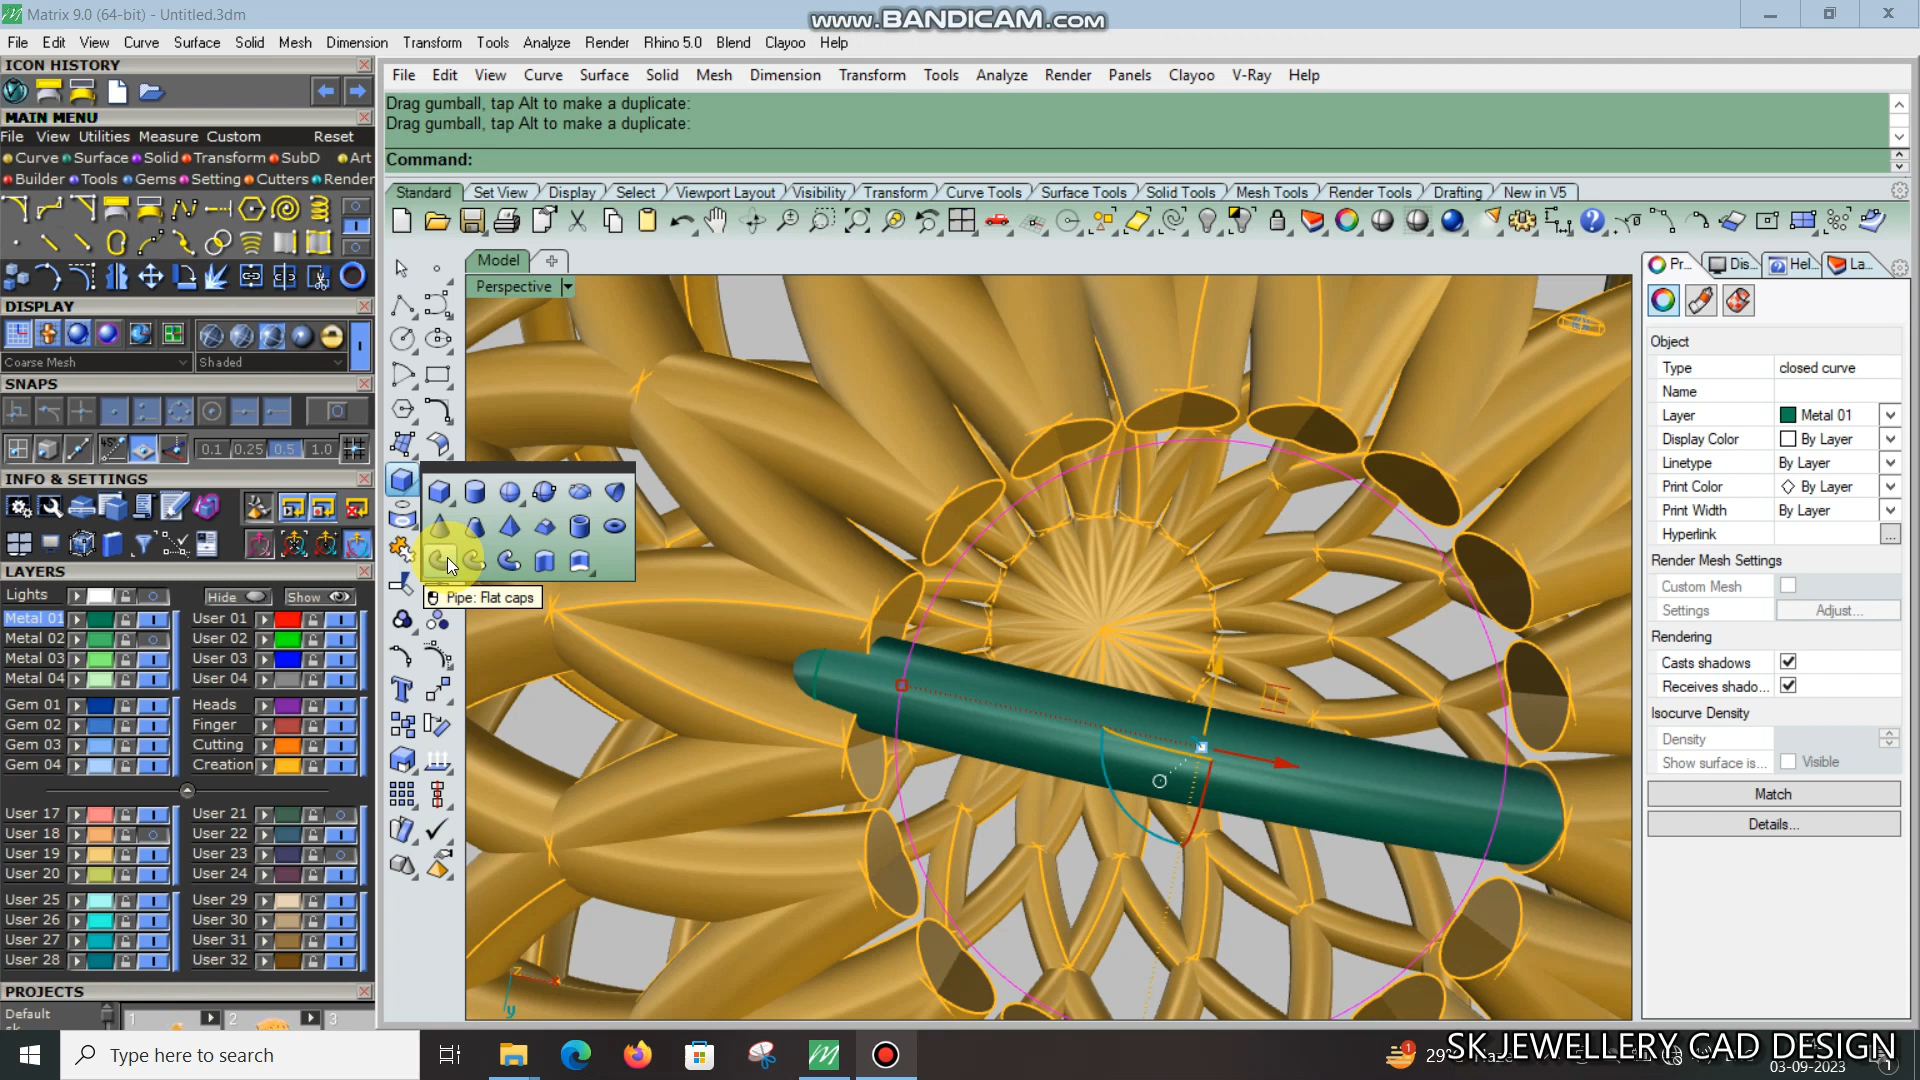 Matrix 9.0 (64-bit) - Untitled.3dm
www.BANDICAM.com
File Edit View Curve Surface Solid Mesh Dimension Transform Tools Analyze Render Rhino 5.0 Blend Clayoo Help
ICON HISTORY
MAIN MENU
File View Utilities Measure Custom Reset
Curve Surface Solid Transform SubD Art
Builder Tools Gems Setting Cutters Render
DISPLAY
Coarse Mesh Shaded
SNAPS
0.1 0.25 0.5 1.0
INFO & SETTINGS
LAYERS
Lights Hide Show
Metal 01 User 01
Metal 02 User 02
Metal 03 User 03
Metal 04 User 04
Gem 01 Heads
Gem 02 Finger
Gem 03 Cutting
Gem 04 Creation
User 17 User 21
User 18 User 22
User 19 User 23
User 20 User 24
User 25 User 29
User 26 User 30
User 27 User 31
User 28 User 32
PROJECTS
Default
sk
1 2 3
File Edit View Curve Surface Solid Mesh Dimension Transform Tools Analyze Render Panels Clayoo V-Ray Help
Drag gumball, tap Alt to make a duplicate:
Drag gumball, tap Alt to make a duplicate:
Command:
Standard Set View Display Select Viewport Layout Visibility Transform Curve Tools Surface Tools Solid Tools Mesh Tools Render Tools Drafting New in V5
Model
Perspective
Pipe: Flat caps
z x y
Pr... Dis... Hel... La...
Object
Type closed curve
Name
Layer Metal 01
Display Color By Layer
Linetype By Layer
Print Color By Layer
Print Width By Layer
Hyperlink ...
Render Mesh Settings
Custom Mesh
Settings Adjust...
Rendering
Casts shadows
Receives shado...
Isocurve Density
Density
Show surface is... Visible
Match
Details...
Type here to search
29°
SK JEWELLERY CAD DESIGN
03-09-2023
1